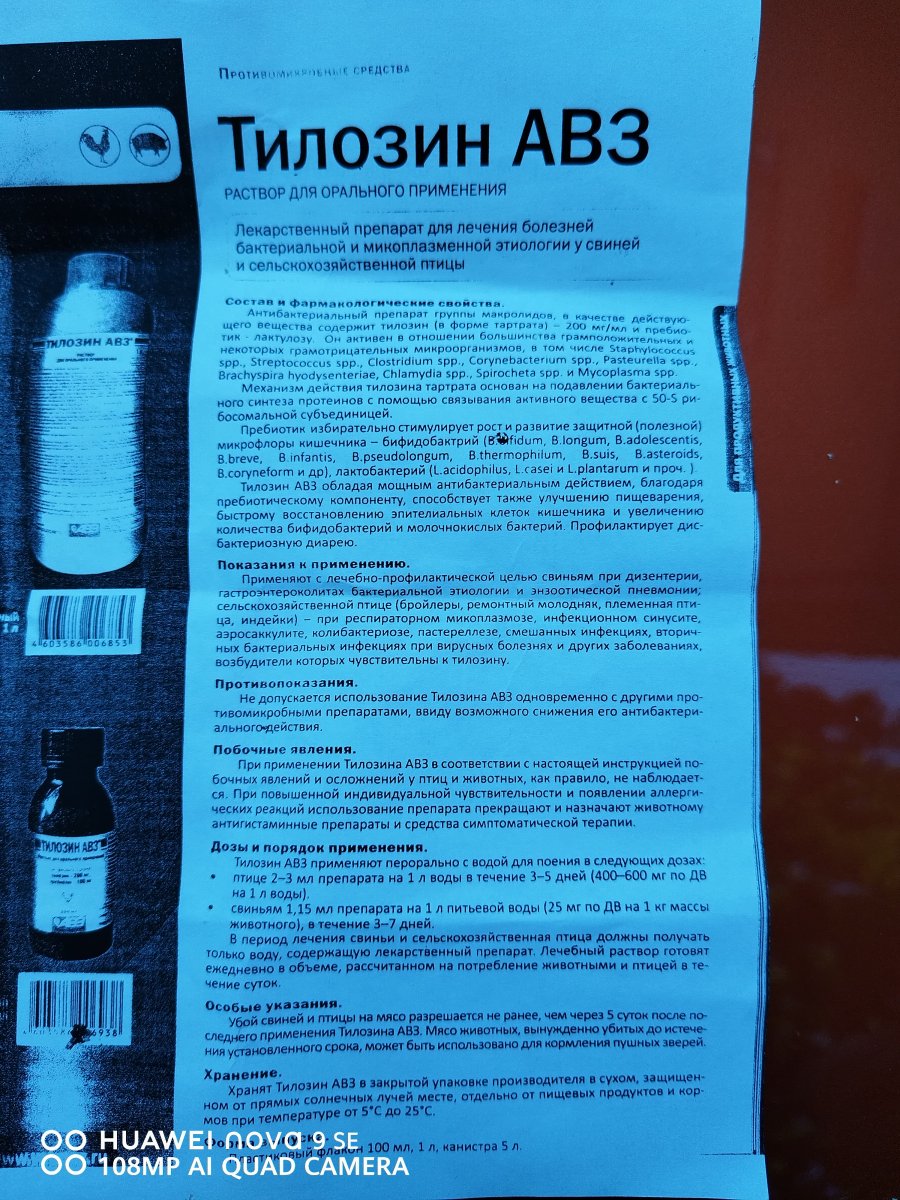 Противомикробные средства
Тилозин АВЗ
РАСТВОР ДЛЯ ОРАЛЬНОГО ПРИМЕНЕНИЯ
Лекарственный препарат для лечения болезней
бактериальной и микоплазменной этиологии у свиней
и сельскохозяйственной птицы
Состав и фармакологические свойства.
Антибактериальный препарат группы макролидов, в качестве действую-
щего вещества содержит тилозин (в форме тартрата) – 200 мг/мл и пребио-
тик - лактулозу. Он активен в отношении большинства грамположительных и
некоторых грамотрицательных микроорганизмов, в том числе Staphylococcus
spp., Streptococcus spp., Clostridium spp., Corynebacterium spp., Pasteurella spp.,
Brachyspira hyodysenteriae, Chlamydia spp., Spirocheta spp. и Mycoplasma spp.
Механизм действия тилозина тартрата основан на подавлении бактериаль-
ного синтеза протеинов с помощью связывания активного вещества с 50-S ри-
босомальной субъединицей.
Пребиотик избирательно стимулирует рост и развитие защитной (полезной)
микрофлоры кишечника – бифидобактрий (B.bifidum, B.longum, B.adolescentis,
B.breve, B.infantis, B.pseudolongum, B.thermophilum, B.suis, B.asteroids,
B.coryneform и др), лактобактерий (L.acidophilus, L.casei и L.plantarum и проч. ).
Тилозин АВЗ обладая мощным антибактериальным действием, благодаря
пребиотическому компоненту, способствует также улучшению пищеварения,
быстрому восстановлению эпителиальных клеток кишечника и увеличению
количества бифидобактерий и молочнокислых бактерий. Профилактирует дис-
бактериозную диарею.
Показания к применению.
Применяют с лечебно-профилактической целью свиньям при дизентерии,
гастроэнтероколитах бактериальной этиологии и энзоотической пневмонии;
сельскохозяйственной птице (бройлеры, ремонтный молодняк, племенная пти-
ца, индейки) – при респираторном микоплазмозе, инфекционном синусите,
аэросаккулите, колибактериозе, пастереллезе, смешанных инфекциях, вторич-
ных бактериальных инфекциях при вирусных болезнях и других заболеваниях,
возбудители которых чувствительны к тилозину.
Противопоказания.
Не допускается использование Тилозина АВЗ одновременно с другими про-
тивомикробными препаратами, ввиду возможного снижения его антибактери-
ального действия.
Побочные явления.
При применении Тилозина АВЗ в соответствии с настоящей инструкцией по-
бочных явлений и осложнений у птиц и животных, как правило, не наблюдает-
ся. При повышенной индивидуальной чувствительности и появлении аллерги-
ческих реакций использование препарата прекращают и назначают животному
антигистаминные препараты и средства симптоматической терапии.
Дозы и порядок применения.
Тилозин АВЗ применяют перорально с водой для поения в следующих дозах:
• птице 2–3 мл препарата на 1 л воды в течение 3–5 дней (400–600 мг по ДВ
на 1 л воды).
• свиньям 1,15 мл препарата на 1 л питьевой воды (25 мг по ДВ на 1 кг массы
животного), в течение 3–7 дней.
В период лечения свиньи и сельскохозяйственная птица должны получать
только воду, содержащую лекарственный препарат. Лечебный раствор готовят
ежедневно в объеме, рассчитанном на потребление животными и птицей в те-
чение суток.
Особые указания.
Убой свиней и птицы на мясо разрешается не ранее, чем через 5 суток после по-
следнего применения Тилозина АВЗ. Мясо животных, вынужденно убитых до истече-
ния установленного срока, может быть использовано для кормления пушных зверей.
Хранение.
Хранят Тилозин АВЗ в закрытой упаковке производителя в сухом, защищен-
ном от прямых солнечных лучей месте, отдельно от пищевых продуктов и кор-
мов при температуре от 5°С до 25°С.
Пластиковый флакон 100 мл, 1 л, канистра 5 л.
ТИЛОЗИН АВЗ
РАСТВОР
ДЛЯ ОРАЛЬНОГО ПРИМЕНЕНИЯ
1 л
4 603586 006853
ТИЛОЗИН АВЗ
6938
ДЛЯ ПРОДУКТИВНЫХ ЖИВОТНЫХ
HUAWEI nova 9 SE
108MP AI QUAD CAMERA